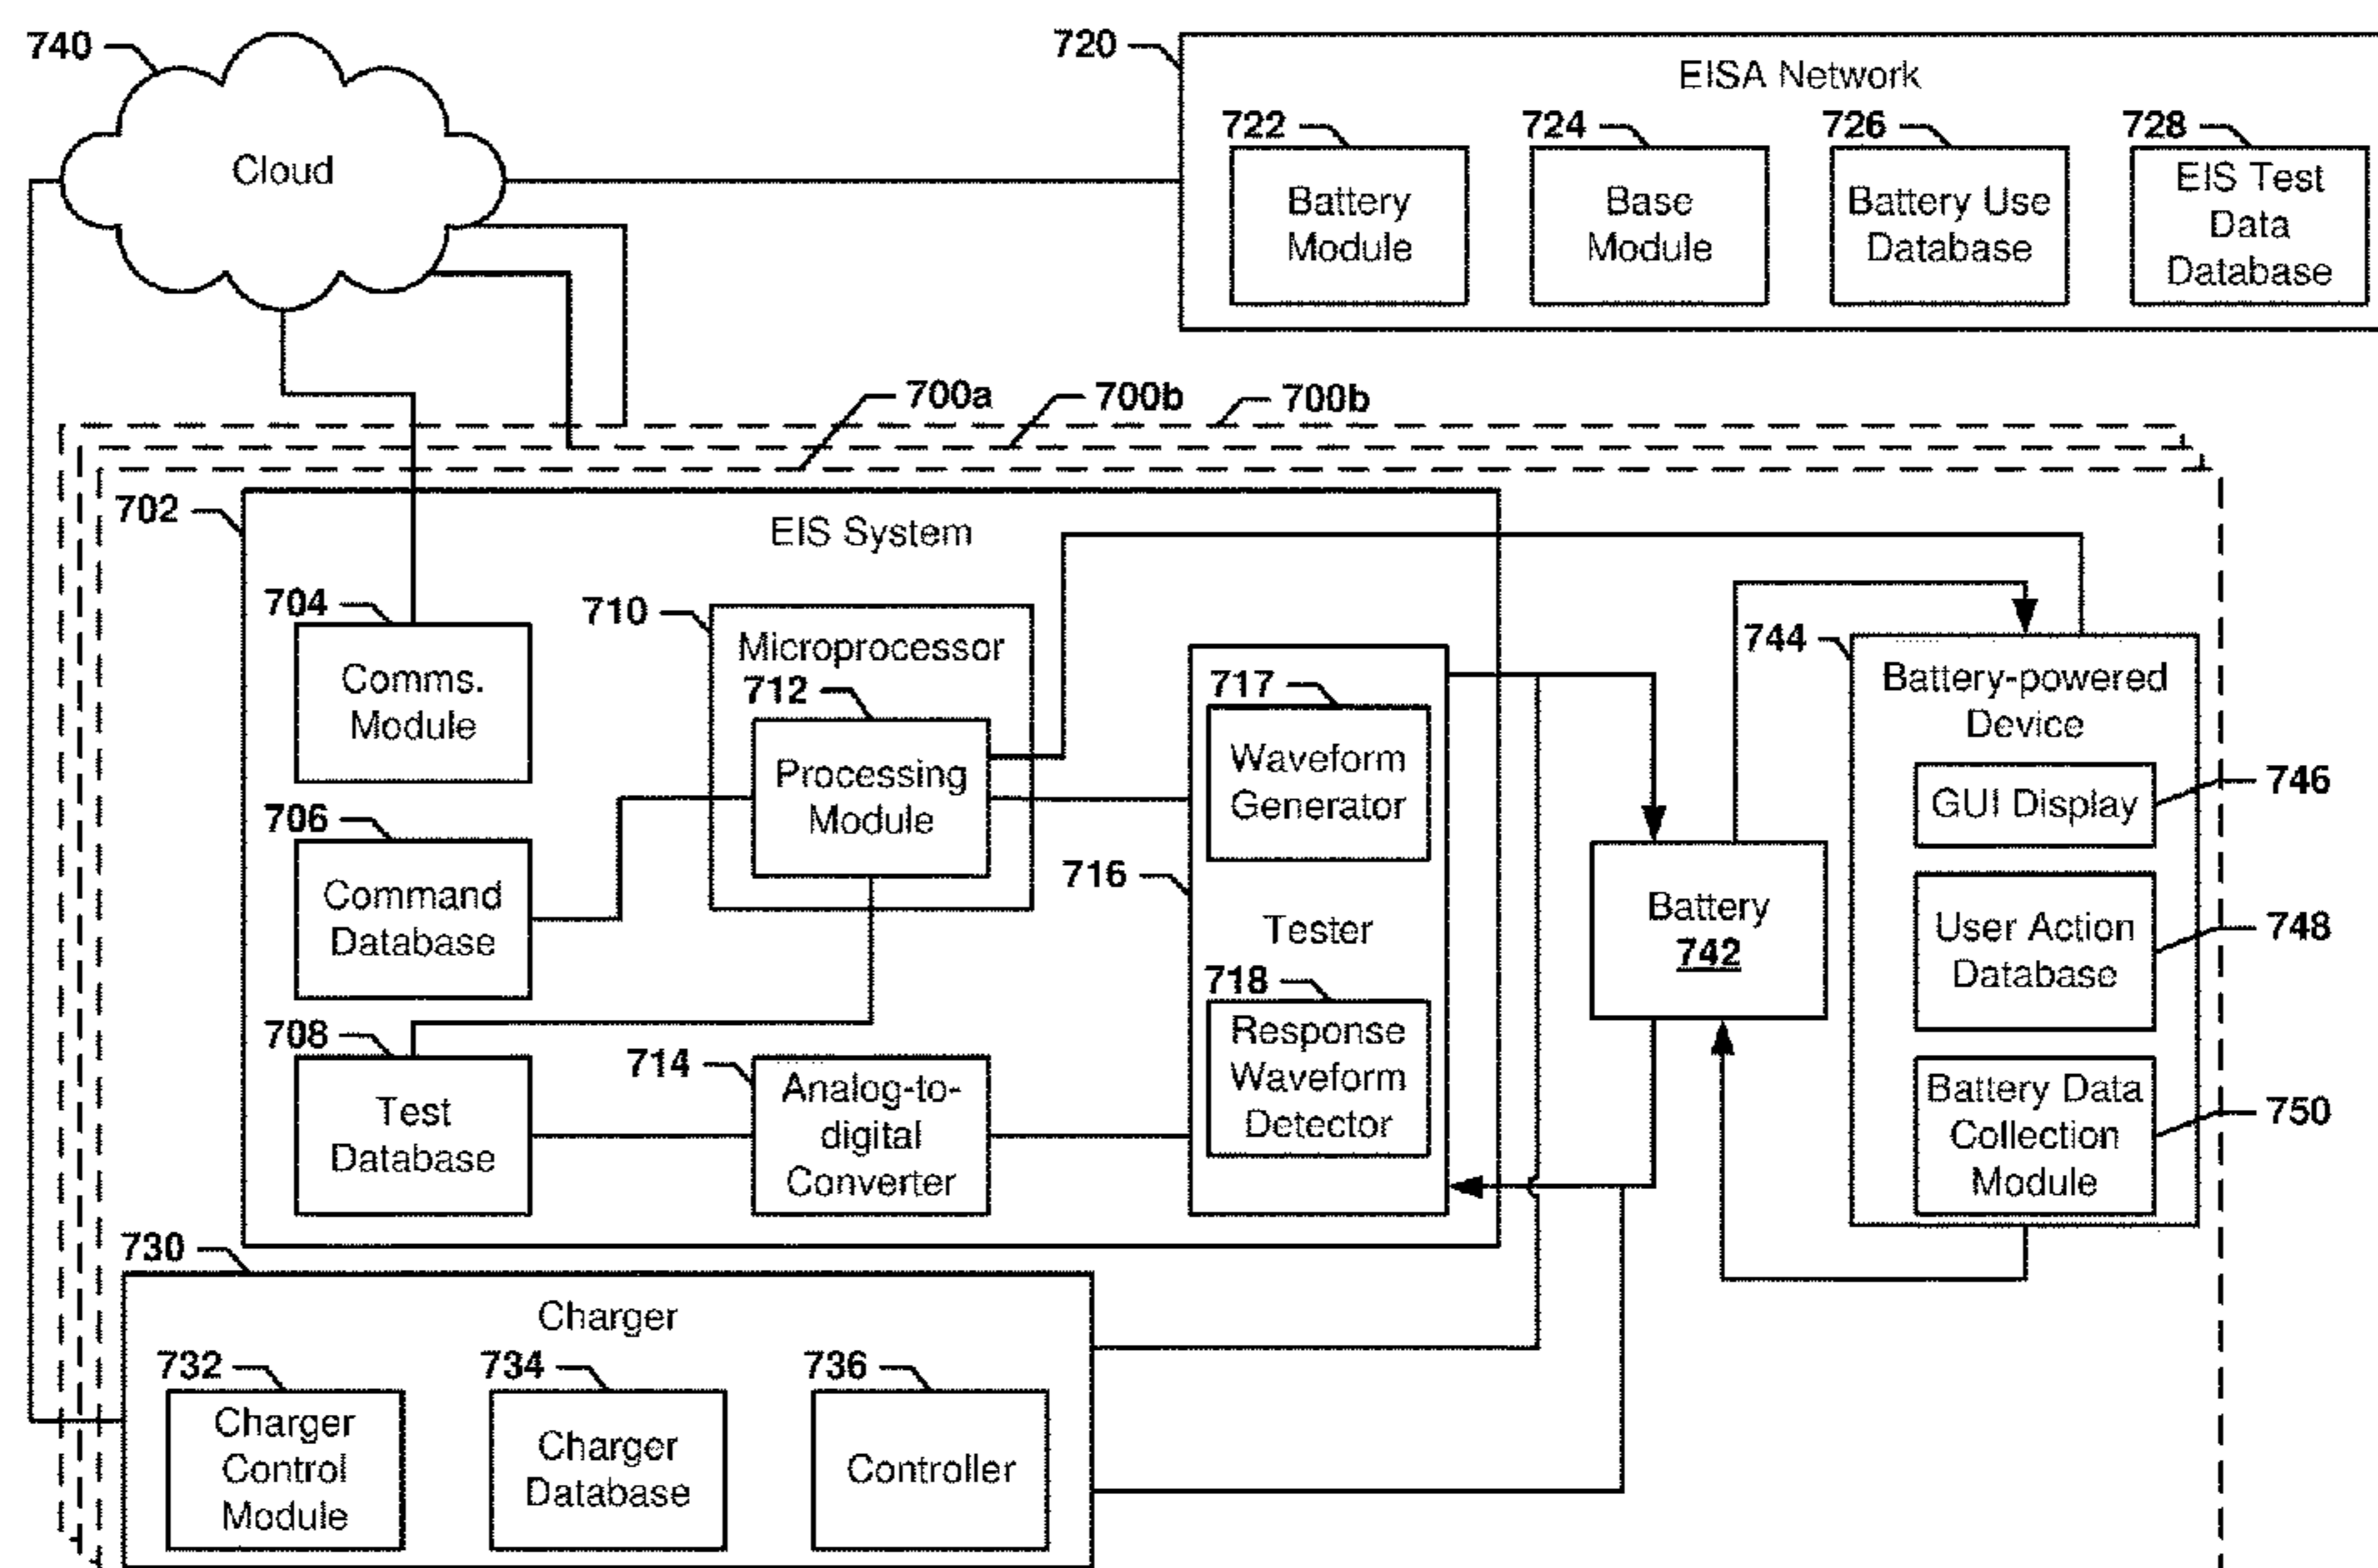 740
Cloud
720
EISA Network
722
Battery
Module
724
Base
Module
726
Battery Use
Database
728
EIS Test
Data
Database
700a
700b
700b
702
EIS System
704
Comms.
Module
706
Command
Database
708
Test
Database
710
Microprocessor
712
Processing
Module
714
Analog-to-
digital
Converter
716
Tester
717
Waveform
Generator
718
Response
Waveform
Detector
Battery
742
744
Battery-powered
Device
GUI Display
746
User Action
Database
748
Battery Data
Collection
Module
750
730
Charger
732
Charger
Control
Module
734
Charger
Database
736
Controller